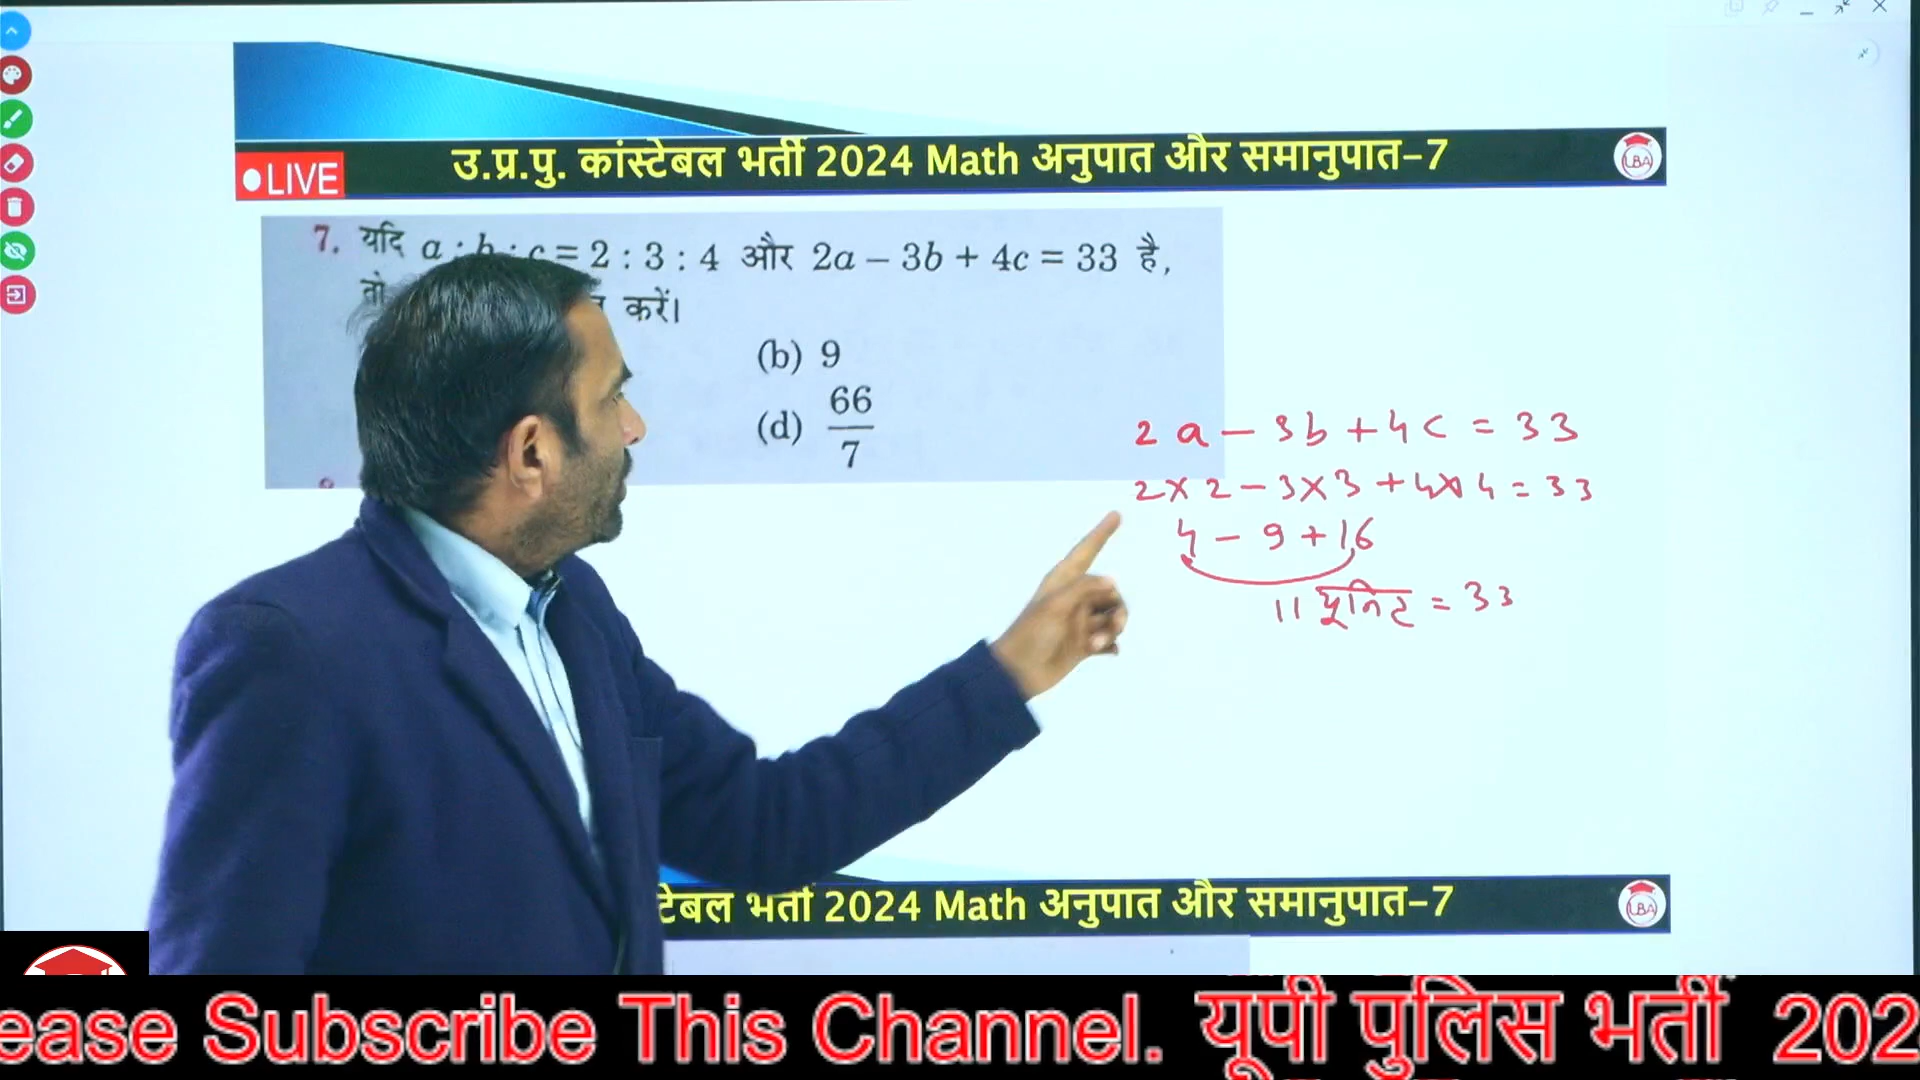 उ.प्र.पु. कांस्टेबल भर्ती 2024 Math अनुपात और समानुपात–7
LBA
●LIVE
7. यदि a : b : c = 2 : 3 : 4 और 2a – 3b + 4c = 33 है,
तो करें।
(b) 9
(d) 66/7
2a – 3b + 4c = 33
2×2 – 3×3 + 4×4 = 33
4 – 9 + 16
11 यूनिट = 33
टेबल भर्ती 2024 Math अनुपात और समानुपात–7
LBA
ease Subscribe This Channel. यूपी पुलिस भर्ती 202